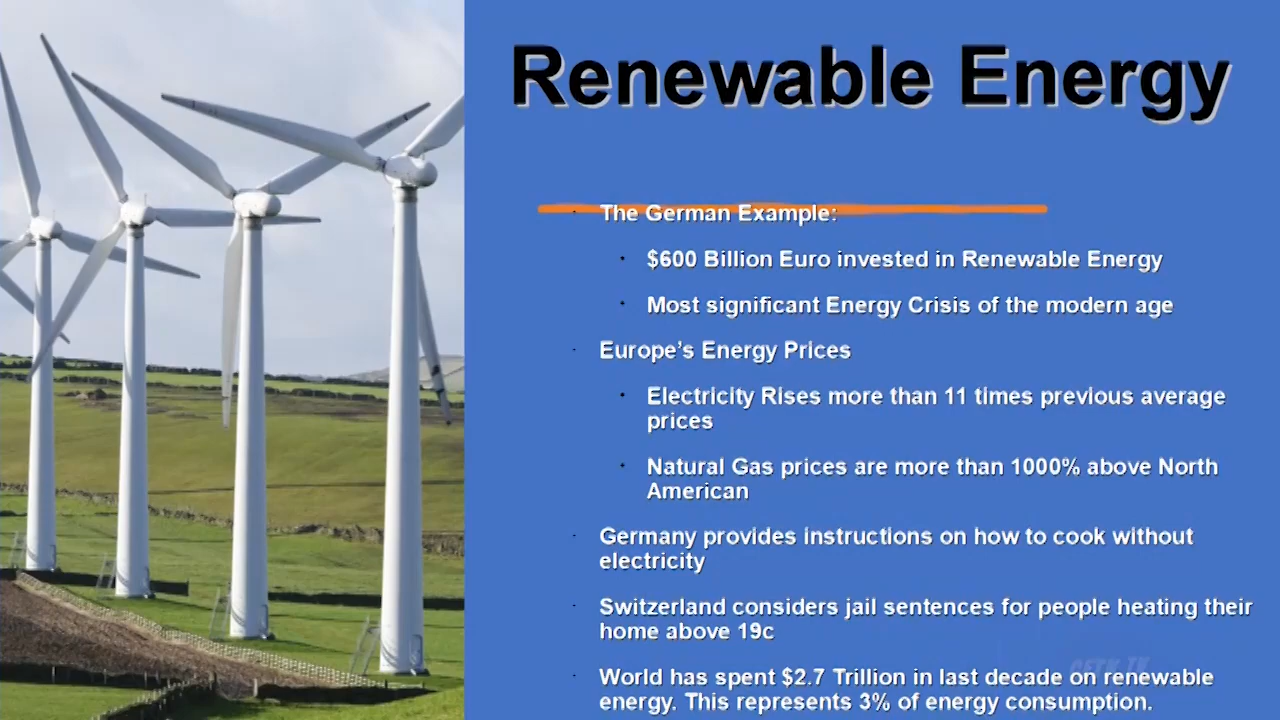 Renewable Energy
The German Example:
$600 Billion Euro invested in Renewable Energy
Most significant Energy Crisis of the modern age
Europe’s Energy Prices
Electricity Rises more than 11 times previous average
prices
Natural Gas prices are more than 1000% above North
American
Germany provides instructions on how to cook without
electricity
Switzerland considers jail sentences for people heating their
home above 19c
World has spent $2.7 Trillion in last decade on renewable
energy. This represents 3% of energy consumption.